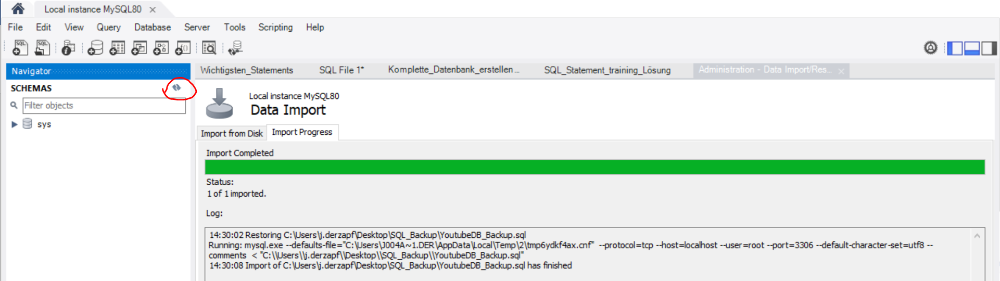 Local instance MySQL80
File Edit View Query Database Server Tools Scripting Help
SQL SQL
Navigator
SCHEMAS
Filter objects
sys
Wichtigsten_Statements SQL File 1* Komplette_Datenbank_erstellen... SQL_Statement_training_Lösung Administration - Data Import/Res...
Local instance MySQL80
Data Import
Import from Disk Import Progress
Import Completed
Status:
1 of 1 imported.
Log:
14:30:02 Restoring C:\Users\j.derzapf\Desktop\SQL_Backup\YoutubeDB_Backup.sql
Running: mysql.exe --defaults-file="C:\Users\J004A~1.DER\AppData\Local\Temp\2\tmp6ydkf4ax.cnf" --protocol=tcp --host=localhost --user=root --port=3306 --default-character-set=utf8 --
comments < "C:\\Users\\j.derzapf\\Desktop\\SQL_Backup\\YoutubeDB_Backup.sql"
14:30:08 Import of C:\Users\j.derzapf\Desktop\SQL_Backup\YoutubeDB_Backup.sql has finished